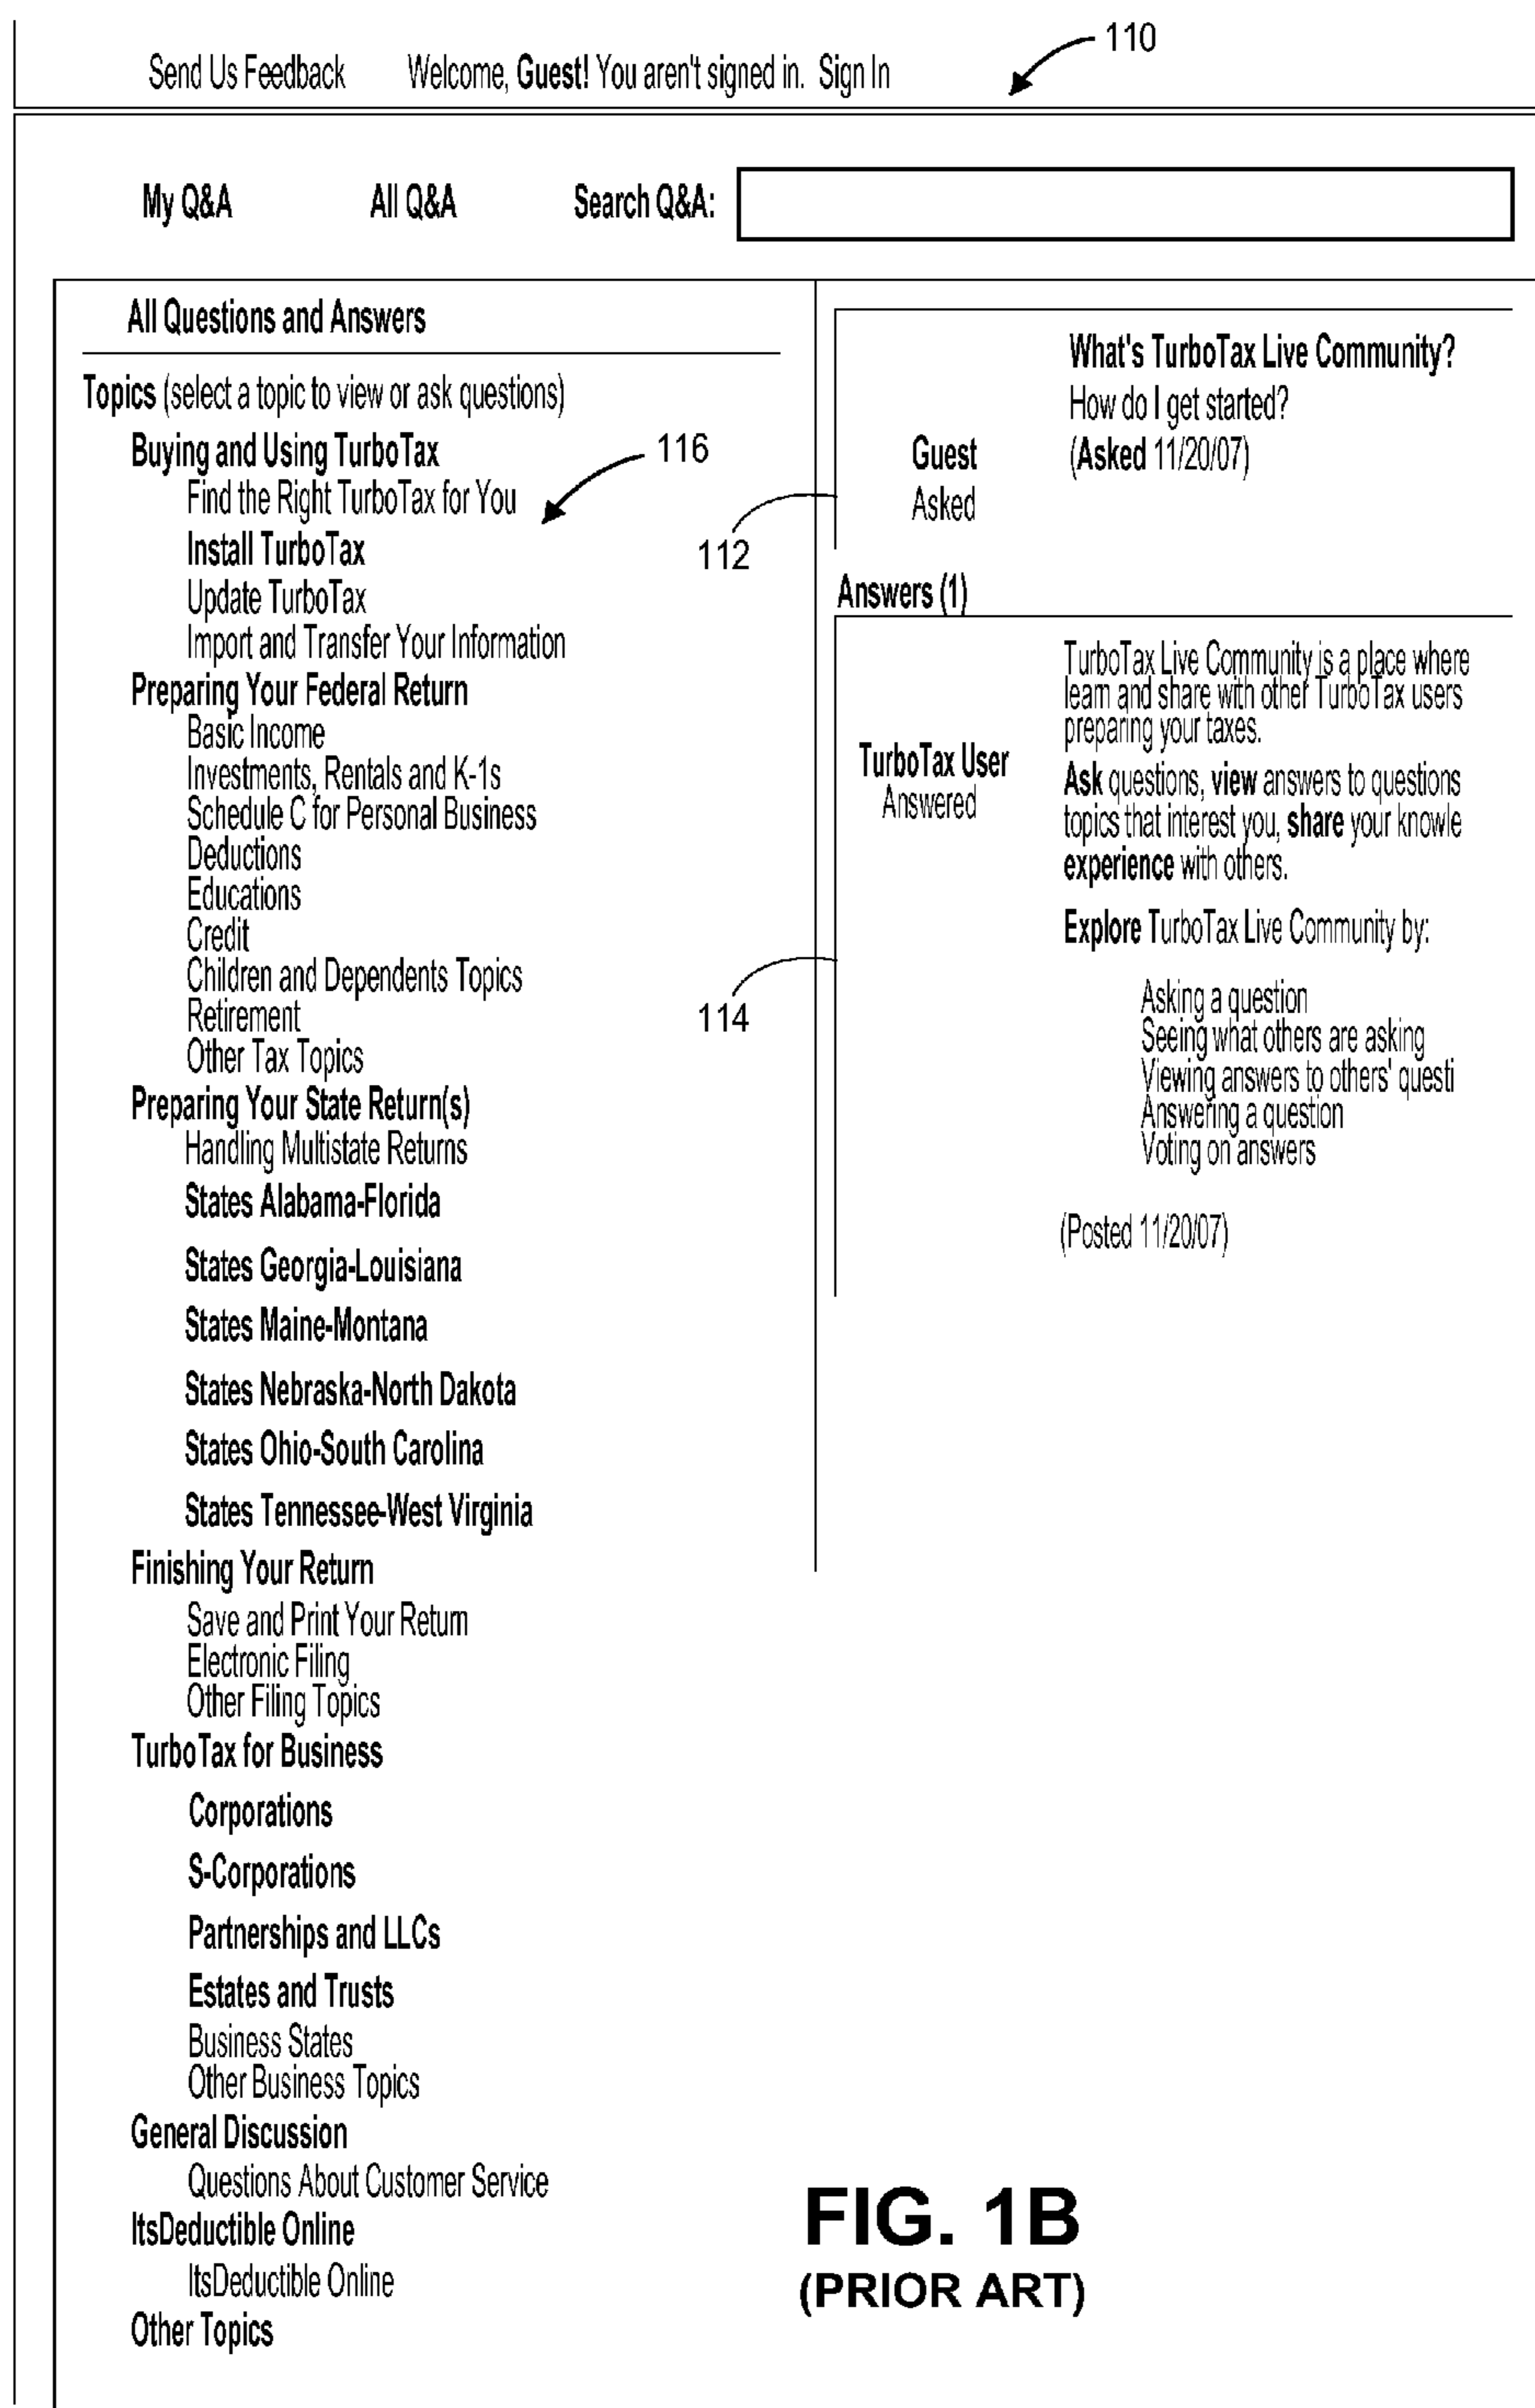 110
Send Us Feedback Welcome, Guest! You aren't signed in. Sign In
My Q&A All Q&A Search Q&A:
All Questions and Answers
Topics (select a topic to view or ask questions)
Buying and Using TurboTax
Find the Right TurboTax for You
Install TurboTax
Update TurboTax
Import and Transfer Your Information
Preparing Your Federal Return
Basic Income
Investments, Rentals and K-1s
Schedule C for Personal Business
Deductions
Educations
Credit
Children and Dependents Topics
Retirement
Other Tax Topics
Preparing Your State Return(s)
Handling Multistate Returns
States Alabama-Florida
States Georgia-Louisiana
States Maine-Montana
States Nebraska-North Dakota
States Ohio-South Carolina
States Tennessee-West Virginia
Finishing Your Return
Save and Print Your Return
Electronic Filing
Other Filing Topics
TurboTax for Business
Corporations
S-Corporations
Partnerships and LLCs
Estates and Trusts
Business States
Other Business Topics
General Discussion
Questions About Customer Service
ItsDeductible Online
ItsDeductible Online
Other Topics
116
112
114
What's TurboTax Live Community?
How do I get started?
(Asked 11/20/07)
Guest
Asked
Answers (1)
TurboTax User
Answered
TurboTax Live Community is a place where
learn and share with other TurboTax users
preparing your taxes.
Ask questions, view answers to questions
topics that interest you, share your knowle
experience with others.
Explore TurboTax Live Community by:
Asking a question
Seeing what others are asking
Viewing answers to others' questi
Answering a question
Voting on answers
(Posted 11/20/07)
FIG. 1B
(PRIOR ART)